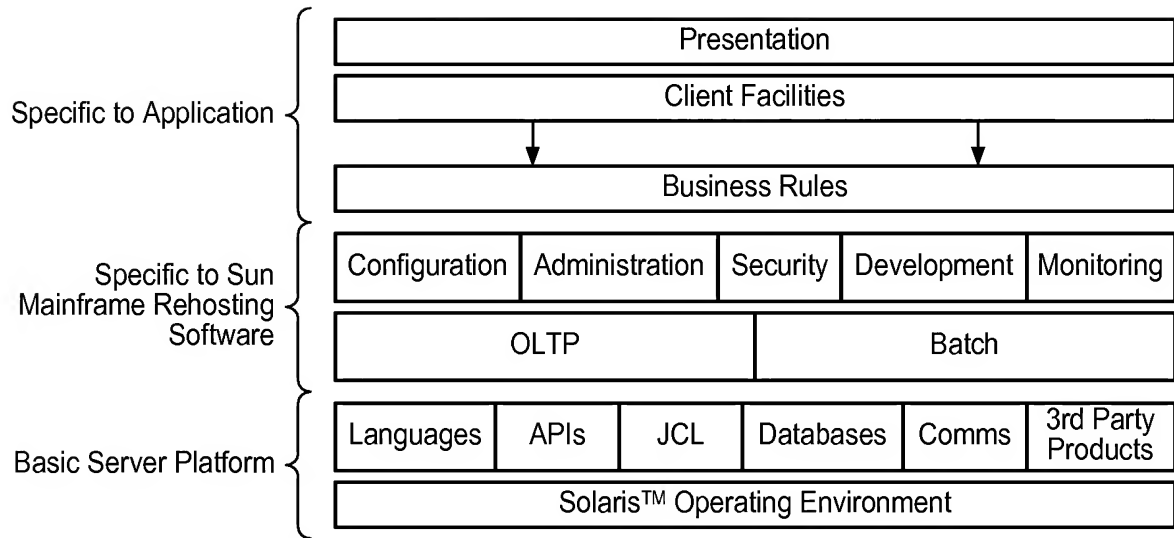 Presentation
Client Facilities
Specific to Application
Business Rules
Specific to Sun
Mainframe Rehosting
Software
Configuration Administration Security Development Monitoring
OLTP Batch
Basic Server Platform
Languages APIs JCL Databases Comms 3rd Party
Products
Solaris™ Operating Environment